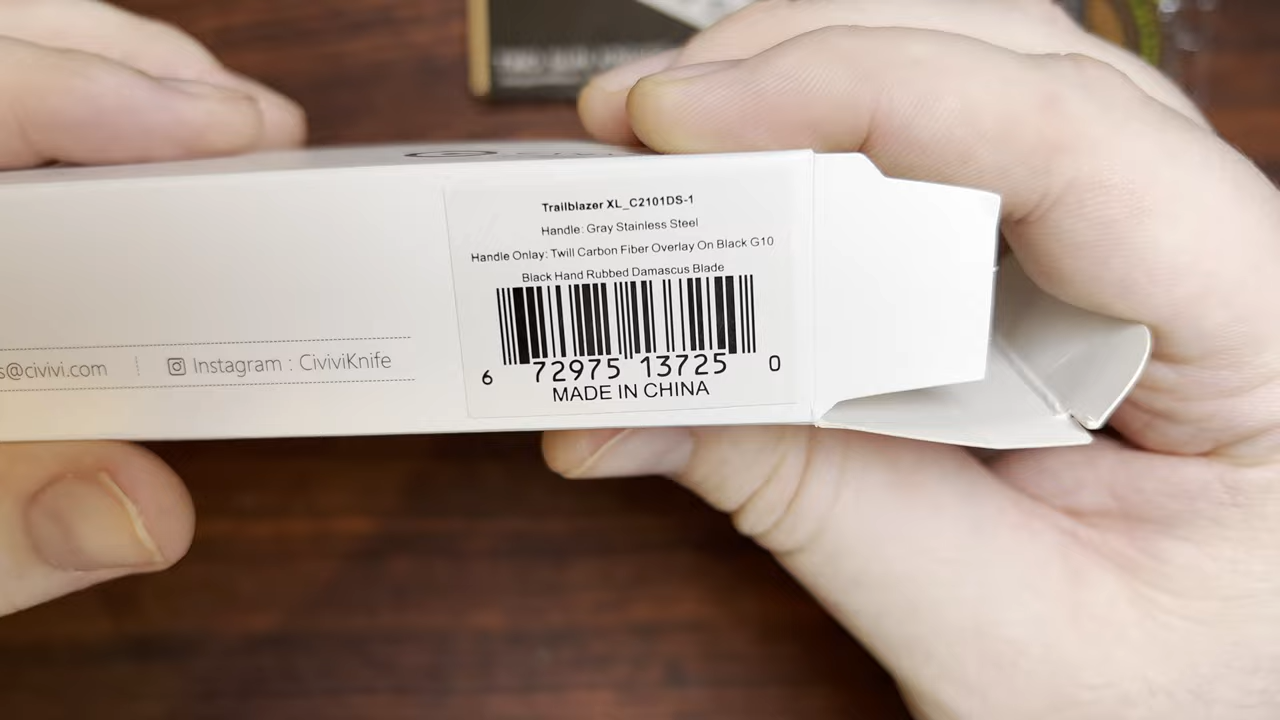 Trailblazer XL_C2101DS-1
Handle: Gray Stainless Steel
Handle Onlay: Twill Carbon Fiber Overlay On Black G10
Black Hand Rubbed Damascus Blade
6 72975 13725 0
MADE IN CHINA
s@civivi.com
Instagram : CiviviKnife